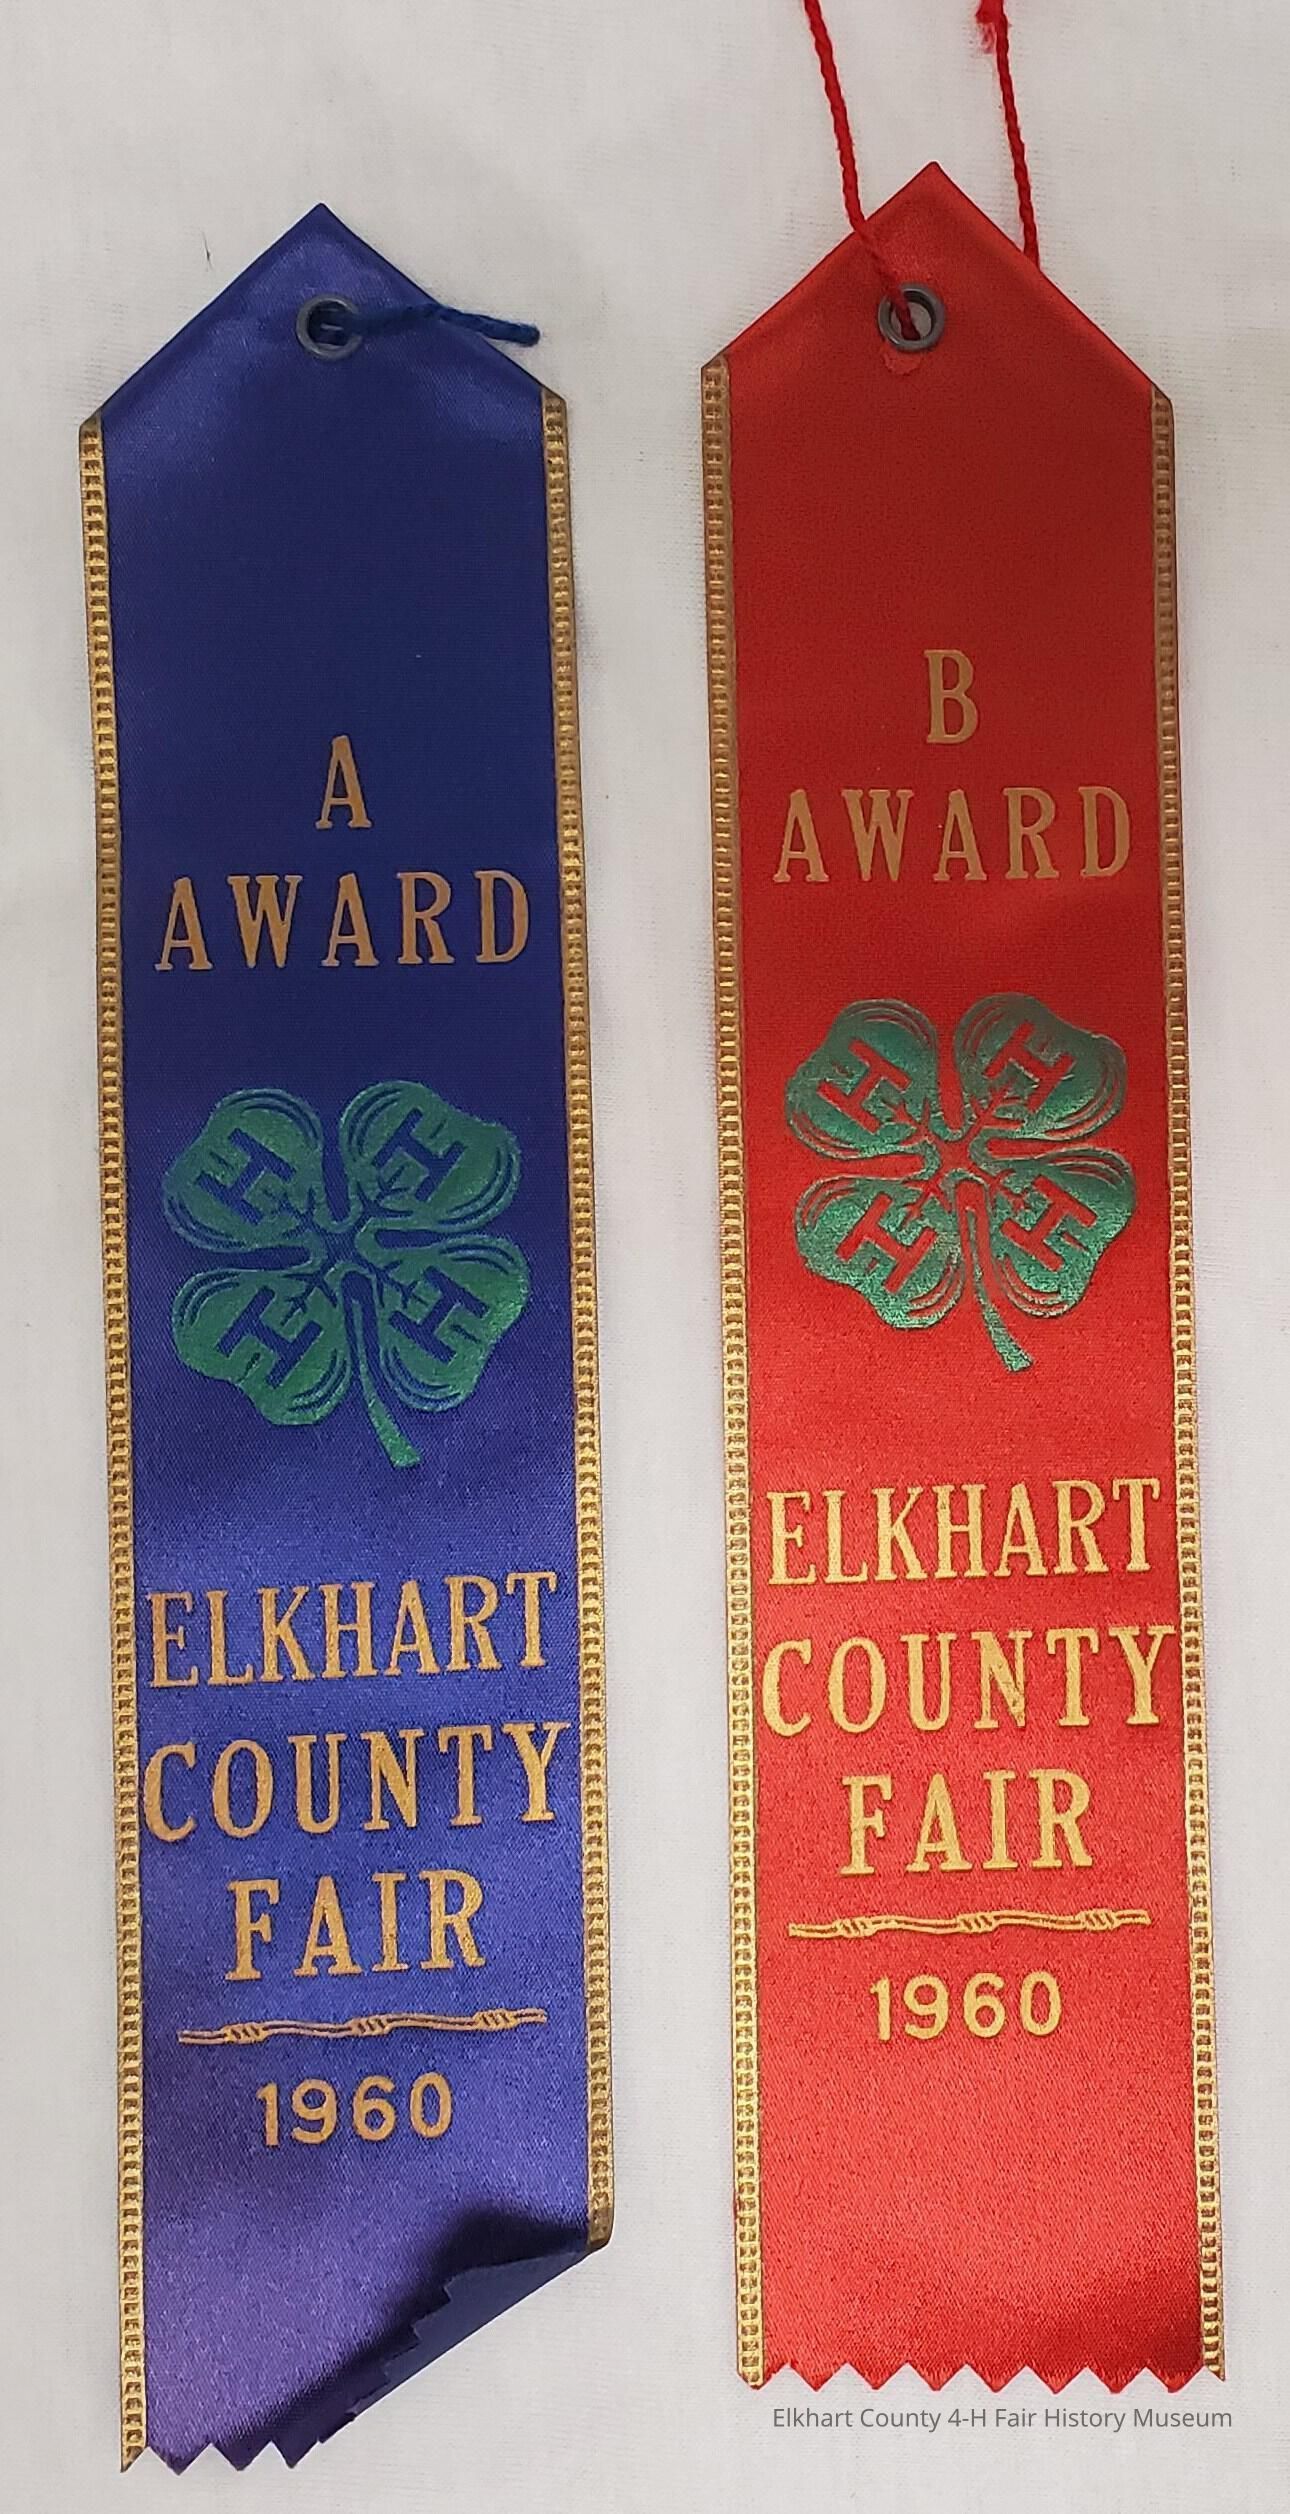 A
AWARD
H H
H H
ELKHART
COUNTY
FAIR
1960
B
AWARD
H H
H H
ELKHART
COUNTY
FAIR
1960
Elkhart County 4-H Fair History Museum